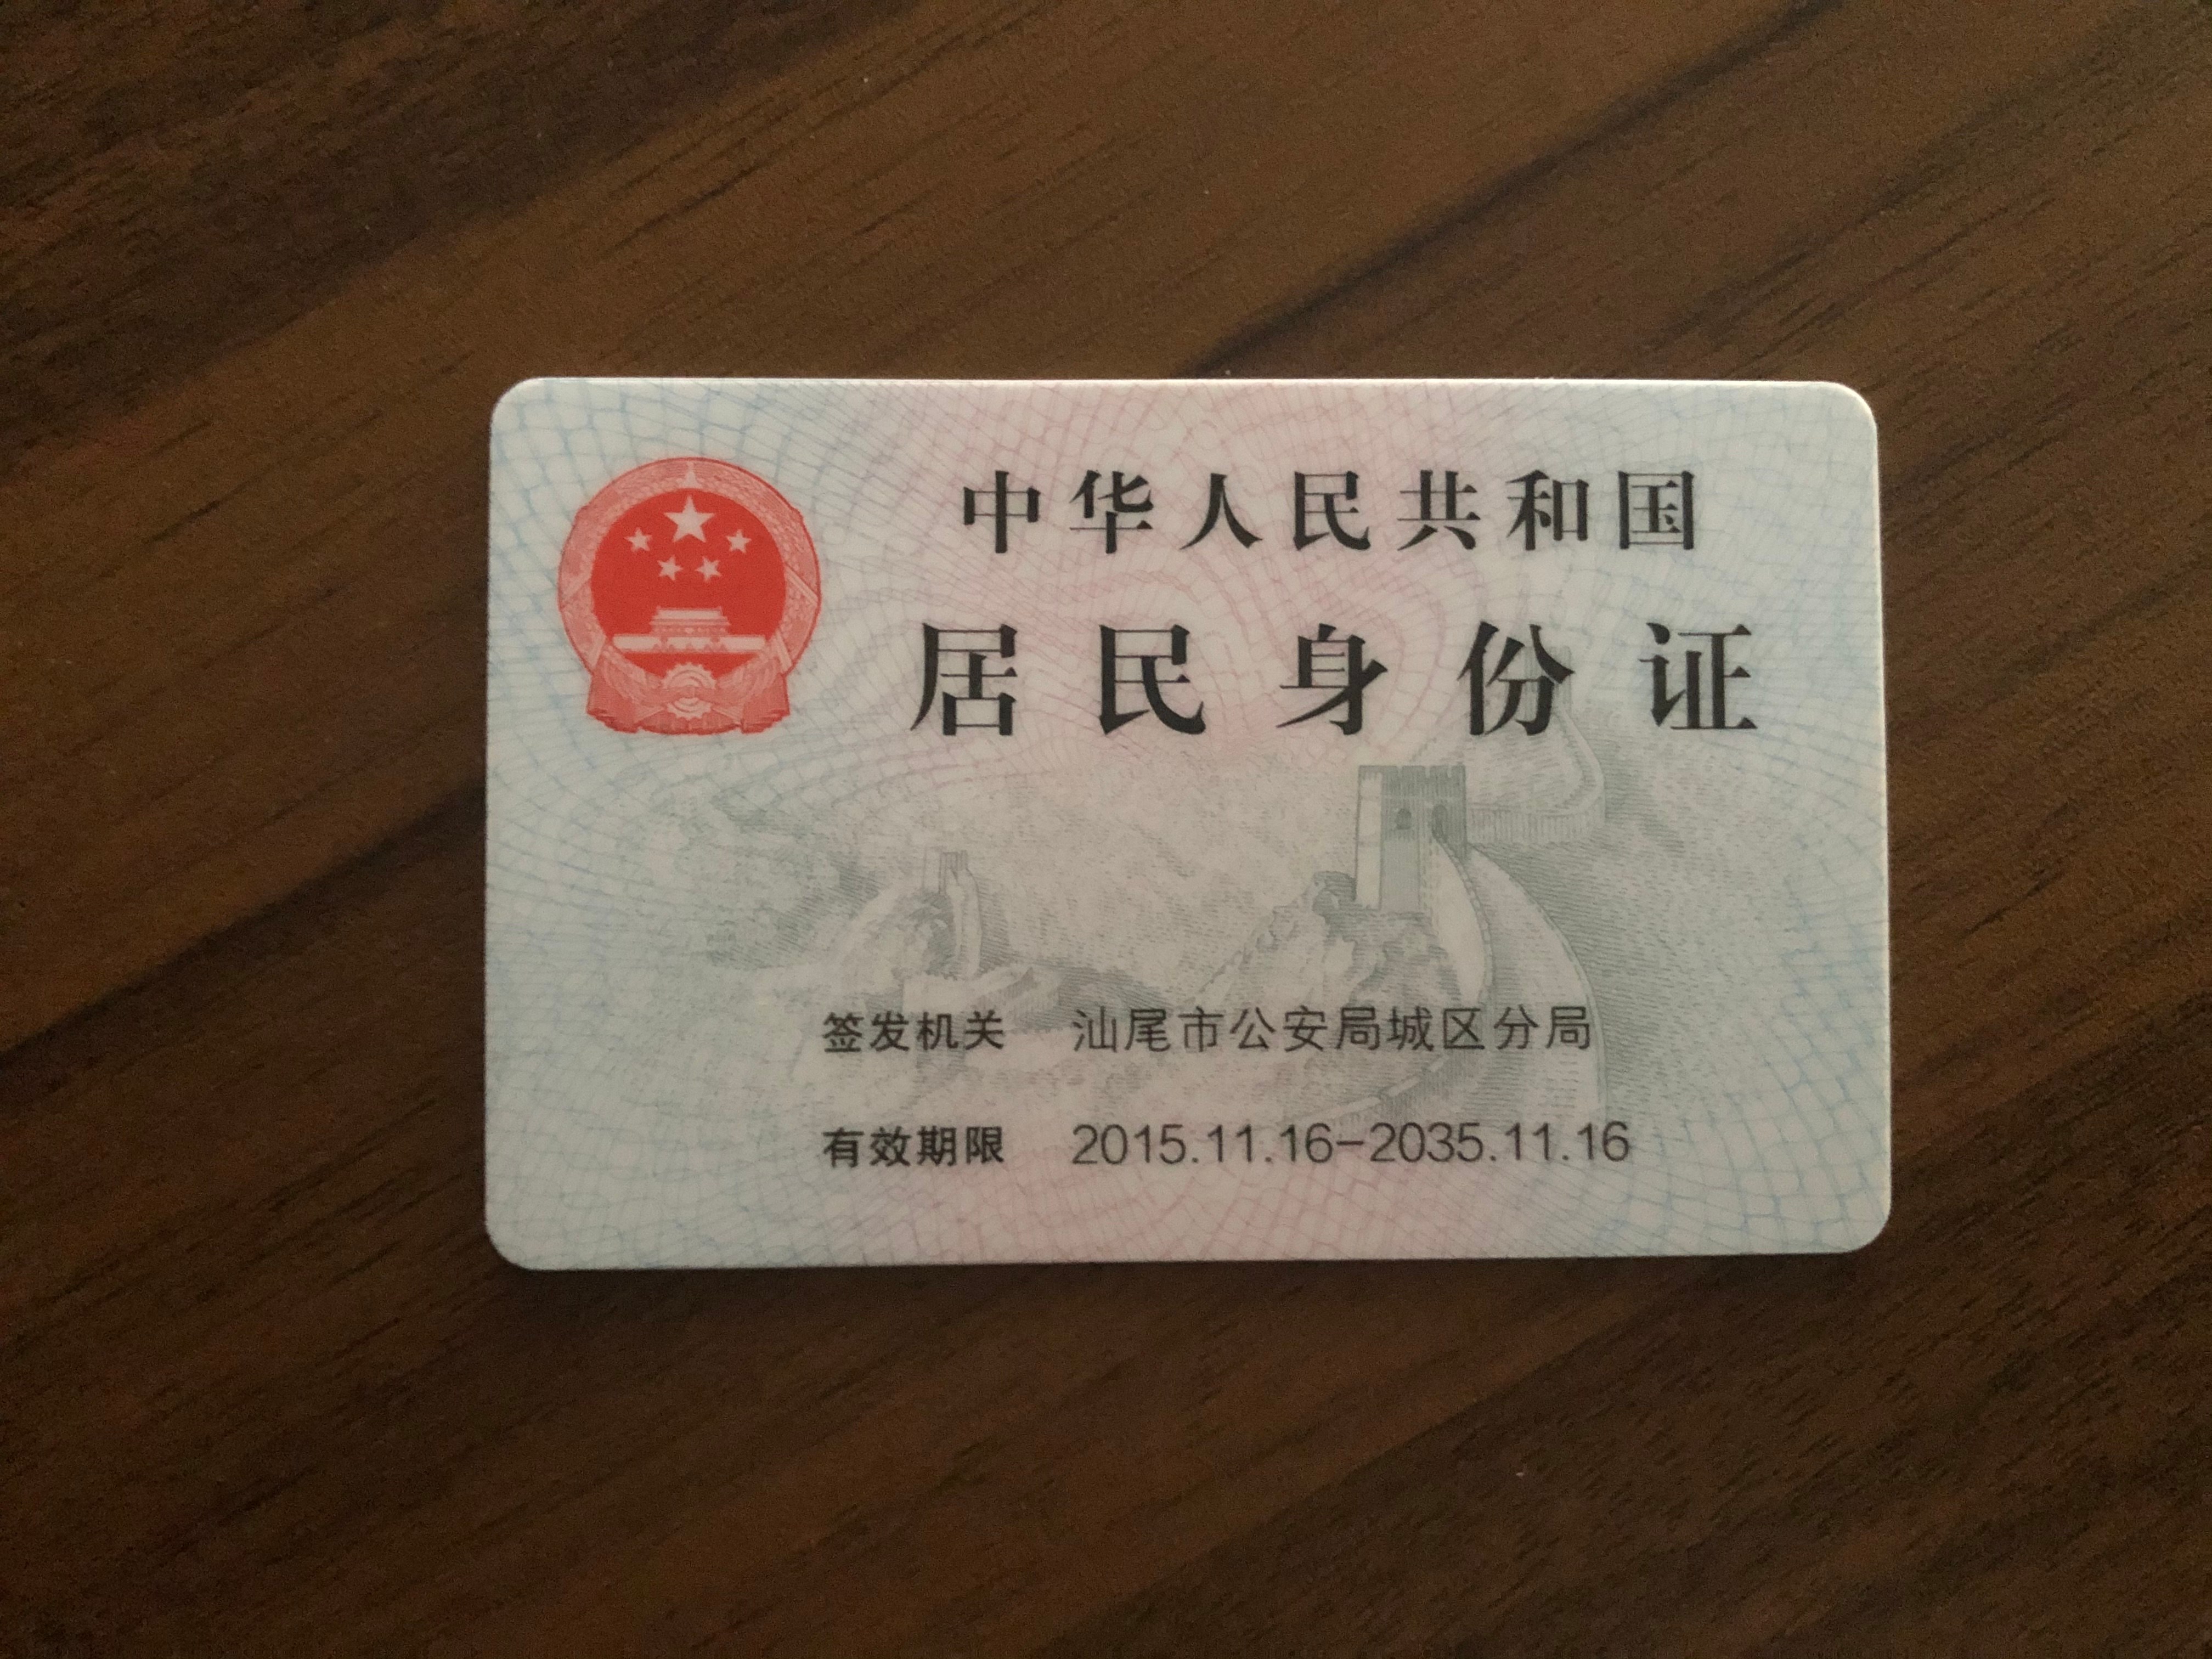 中华人民共和国
居民身份证
签发机关 汕尾市公安局城区分局
有效期限 2015.11.16-2035.11.16